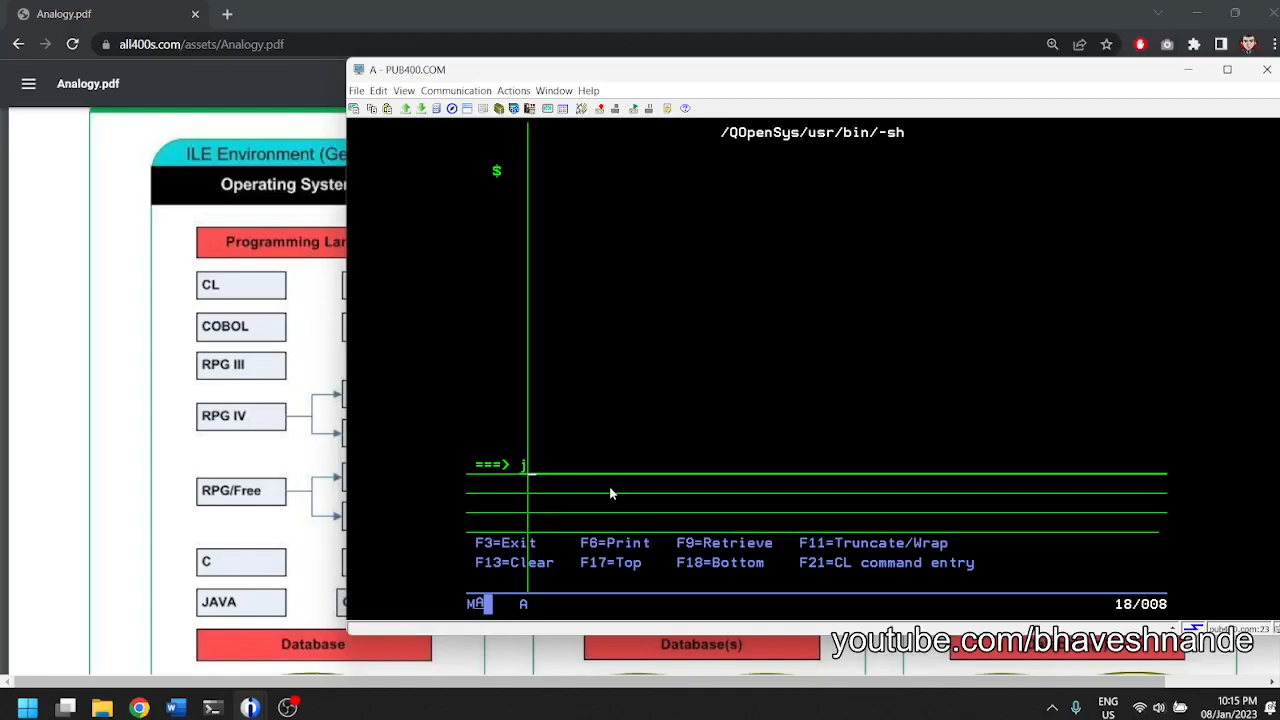 Analogy.pdf
all400s.com/assets/Analogy.pdf
Analogy.pdf
A - PUB400.COM
File Edit View Communication Actions Window Help
/QOpenSys/usr/bin/-sh
$
===> j
F3=Exit F6=Print F9=Retrieve F11=Truncate/Wrap
F13=Clear F17=Top F18=Bottom F21=CL command entry
MA A 18/008
ILE Environment (Ge
Operating Syste
Programming Lan
CL
COBOL
RPG III
RPG IV
RPG/Free
C
JAVA
Database
Database(s)
youtube.com/bhaveshnande
ENG
US
10:15 PM
08/Jan/2023